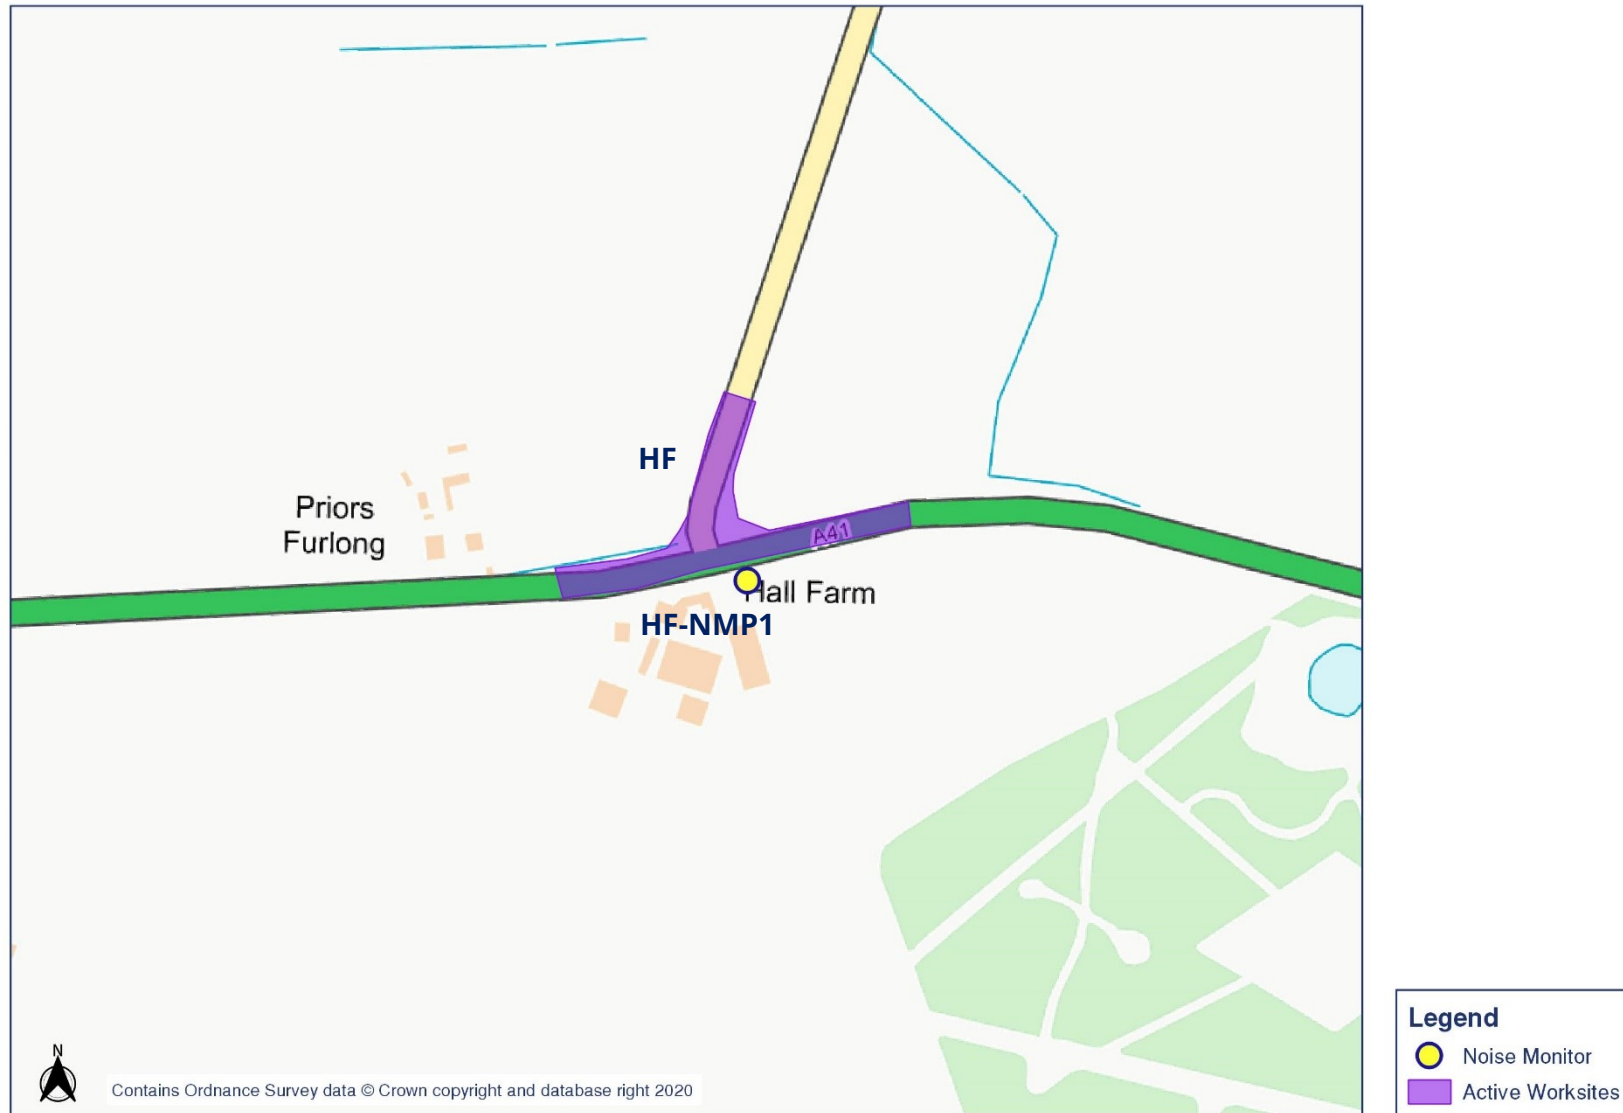 HF
Priors
Furlong
A41
Hall Farm
HF-NMP1
N
Contains Ordnance Survey data © Crown copyright and database right 2020
Legend
Noise Monitor
Active Worksites